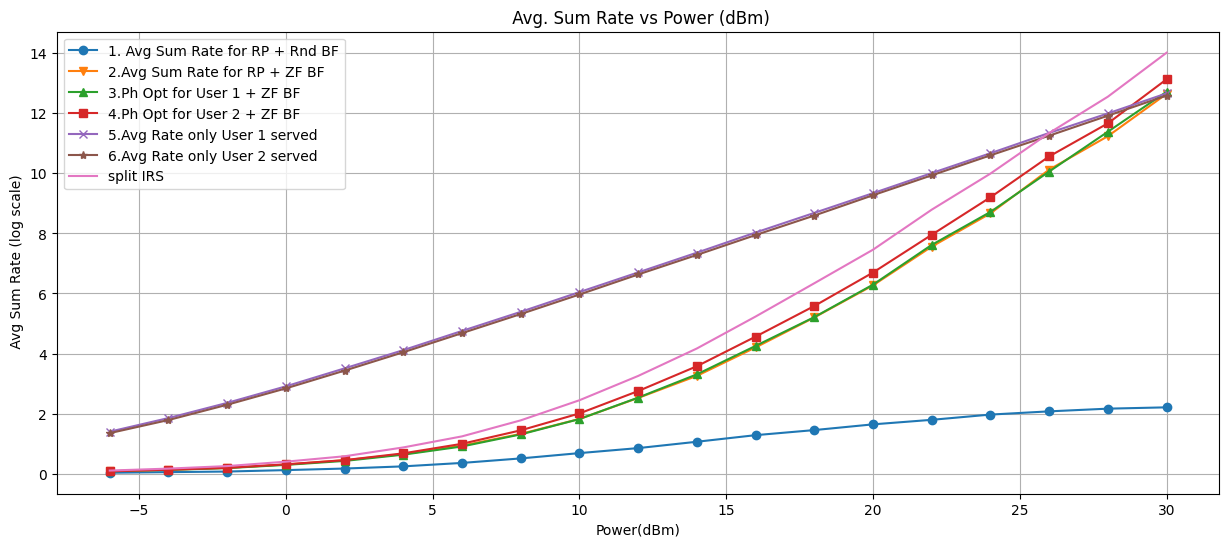 Avg. Sum Rate vs Power (dBm)
1. Avg Sum Rate for RP + Rnd BF
2.Avg Sum Rate for RP + ZF BF
3.Ph Opt for User 1 + ZF BF
4.Ph Opt for User 2 + ZF BF
5.Avg Rate only User 1 served
6.Avg Rate only User 2 served
split IRS
Avg Sum Rate (log scale)
14
12
10
8
6
4
2
0
−5
0
5
10
15
20
25
30
Power(dBm)